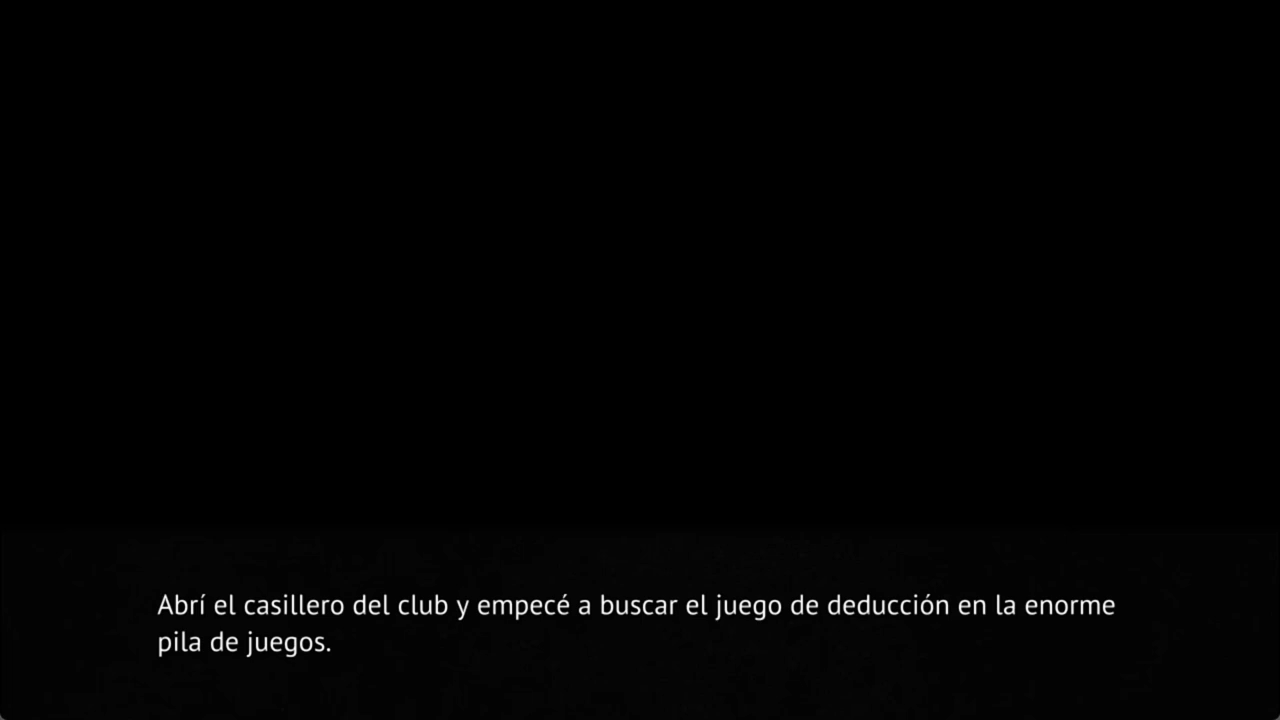 Abrí el casillero del club y empecé a buscar el juego de deducción en la enorme
pila de juegos.